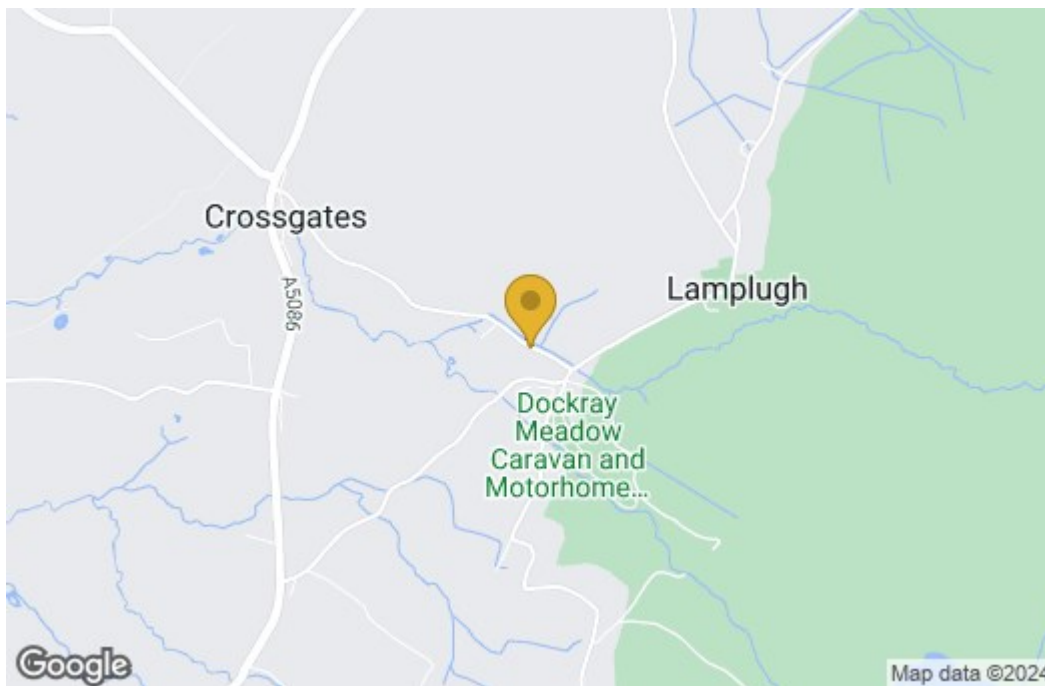 Crossgates
A5086
Lamplugh
Dockray
Meadow
Caravan and
Motorhome...
Google
Map data ©2024